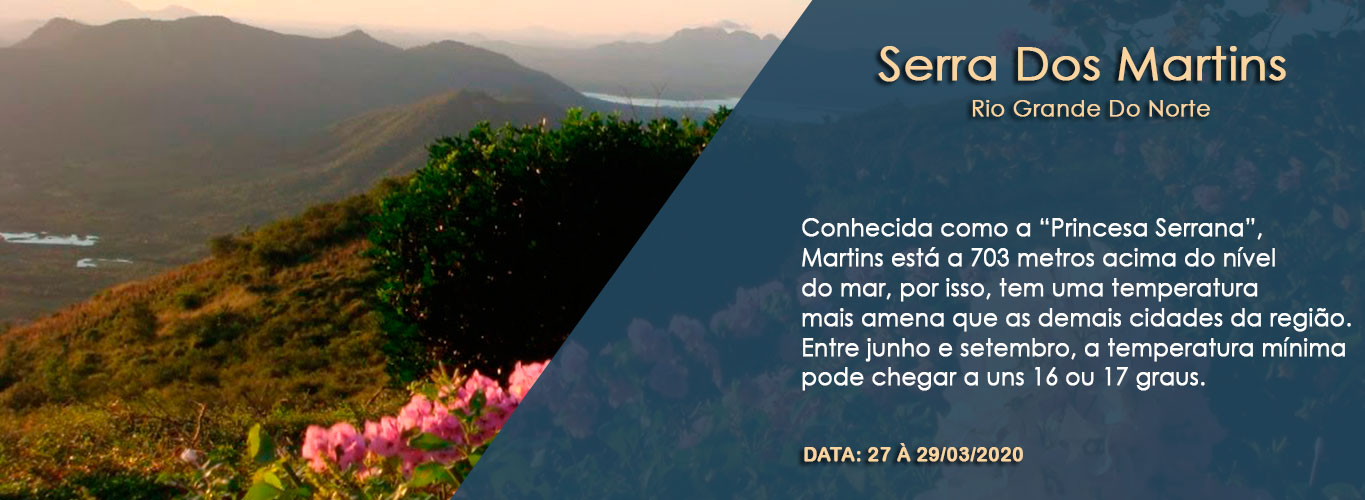 Serra Dos Martins
Rio Grande Do Norte
Conhecida como a “Princesa Serrana”,
Martins está a 703 metros acima do nível
do mar, por isso, tem uma temperatura
mais amena que as demais cidades da região.
Entre junho e setembro, a temperatura mínima
pode chegar a uns 16 ou 17 graus.
DATA: 27 À 29/03/2020